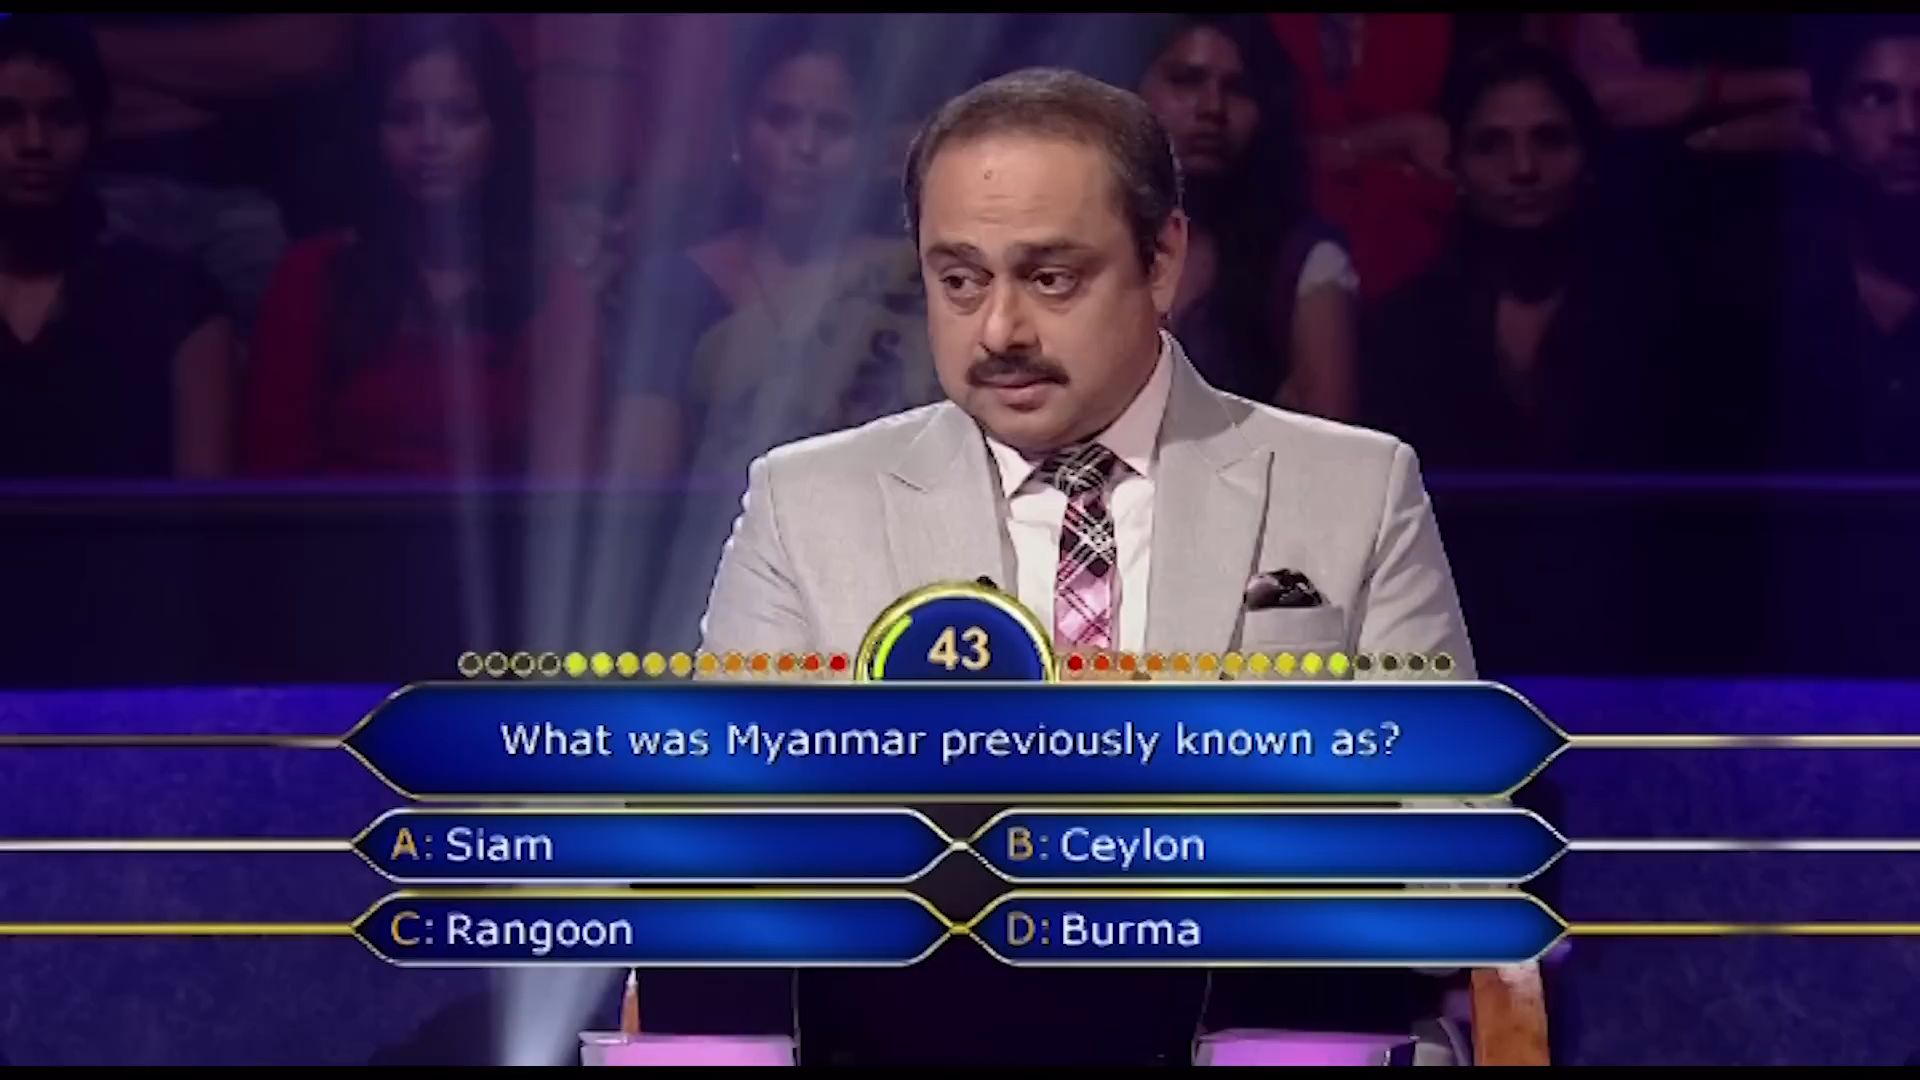 43
What was Myanmar previously known as?
A: Siam
B: Ceylon
C: Rangoon
D: Burma